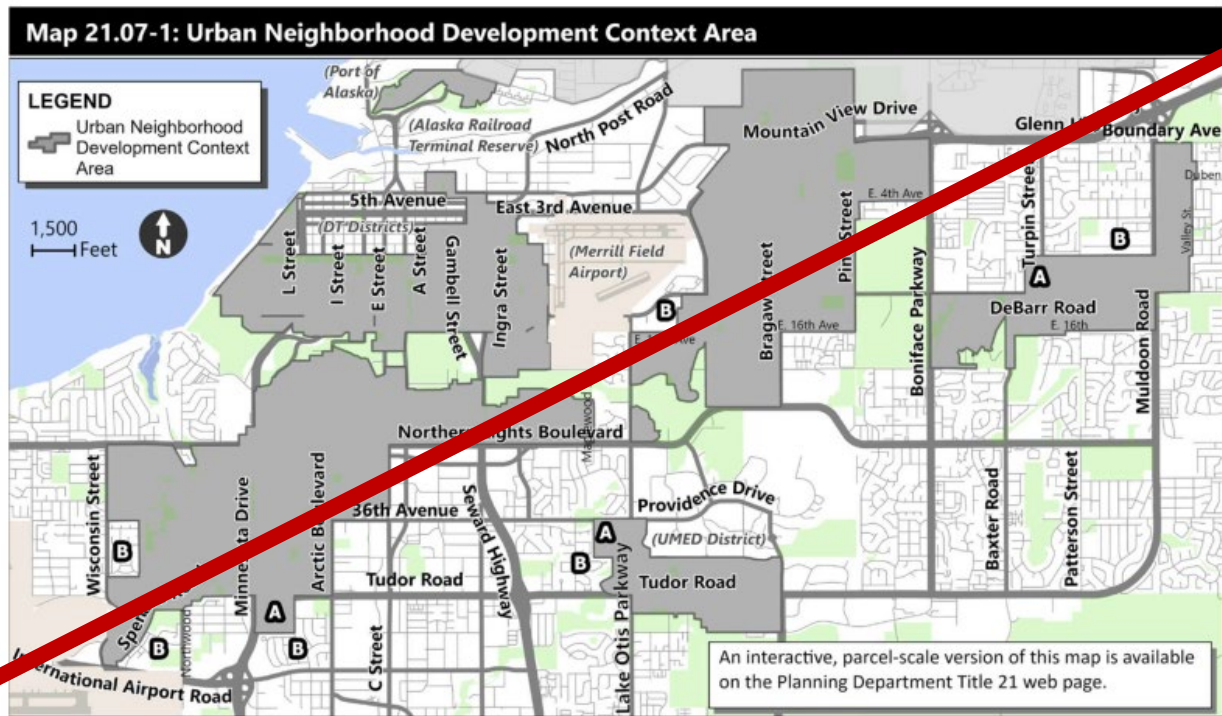 Map 21.07-1: Urban Neighborhood Development Context Area
LEGEND
Urban Neighborhood
Development Context
Area
1,500
Feet
N
(Port of
Alaska)
(Alaska Railroad
Terminal Reserve)
North Post Road
Mountain View Drive
Glenn
Boundary Ave
Duben
E. 4th Ave
5th Avenue
East 3rd Avenue
(DT Districts)
(Merrill Field
Airport)
L Street
I Street
E Street
A Street
Gambell Street
Ingra Street
Bragaw Street
Pine Street
Boniface Parkway
Turpin Street
Valley St.
B
A
B
DeBarr Road
E. 16th Ave
E. 16th
Muldoon Road
Northern Lights Boulevard
Maplewood
Wisconsin Street
Minnesota Drive
Arctic Boulevard
36th Avenue
Seward Highway
Providence Drive
(UMED District)
Baxter Road
Patterson Street
B
A
B
Tudor Road
Tudor Road
Lake Otis Parkway
A
B
B
Northwood
C Street
International Airport Road
An interactive, parcel-scale version of this map is available
on the Planning Department Title 21 web page.